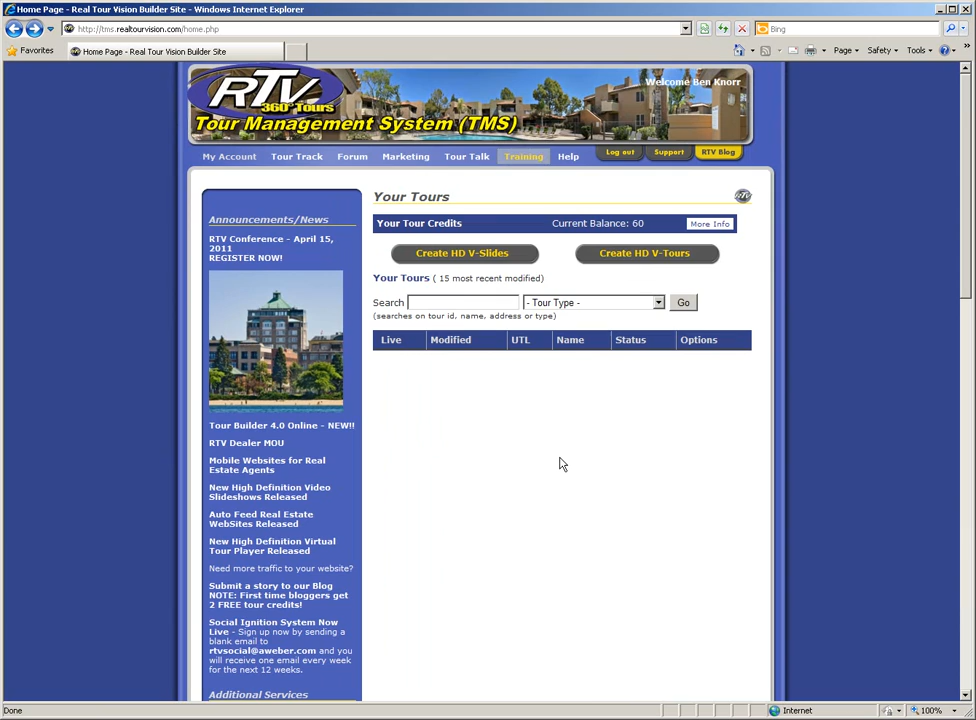 Home Page - Real Tour Vision Builder Site - Windows Internet Explorer
http://tms.realtourvision.com/home.php
Bing
Favorites
Home Page - Real Tour Vision Builder Site
Page
Safety
Tools
»
RTV
360° Tours
Tour Management System (TMS)
Welcome Ben Knorr
My Account
Tour Track
Forum
Marketing
Tour Talk
Training
Help
Log out
Support
RTV Blog
Announcements/News
RTV Conference - April 15,
2011
REGISTER NOW!
Tour Builder 4.0 Online - NEW!!
RTV Dealer MOU
Mobile Websites for Real
Estate Agents
New High Definition Video
Slideshows Released
Auto Feed Real Estate
WebSites Released
New High Definition Virtual
Tour Player Released
Need more traffic to your website?
Submit a story to our Blog
NOTE: First time bloggers get
2 FREE tour credits!
Social Ignition System Now
Live - Sign up now by sending a
blank email to
rtvsocial@aweber.com and you
will receive one email every week
for the next 12 weeks.
Additional Services
Your Tours
RTV
Your Tour Credits
Current Balance: 60
More Info
Create HD V-Slides
Create HD V-Tours
Your Tours ( 15 most recent modified)
Search
- Tour Type -
Go
(searches on tour id, name, address or type)
Live
Modified
UTL
Name
Status
Options
Done
Internet
100%